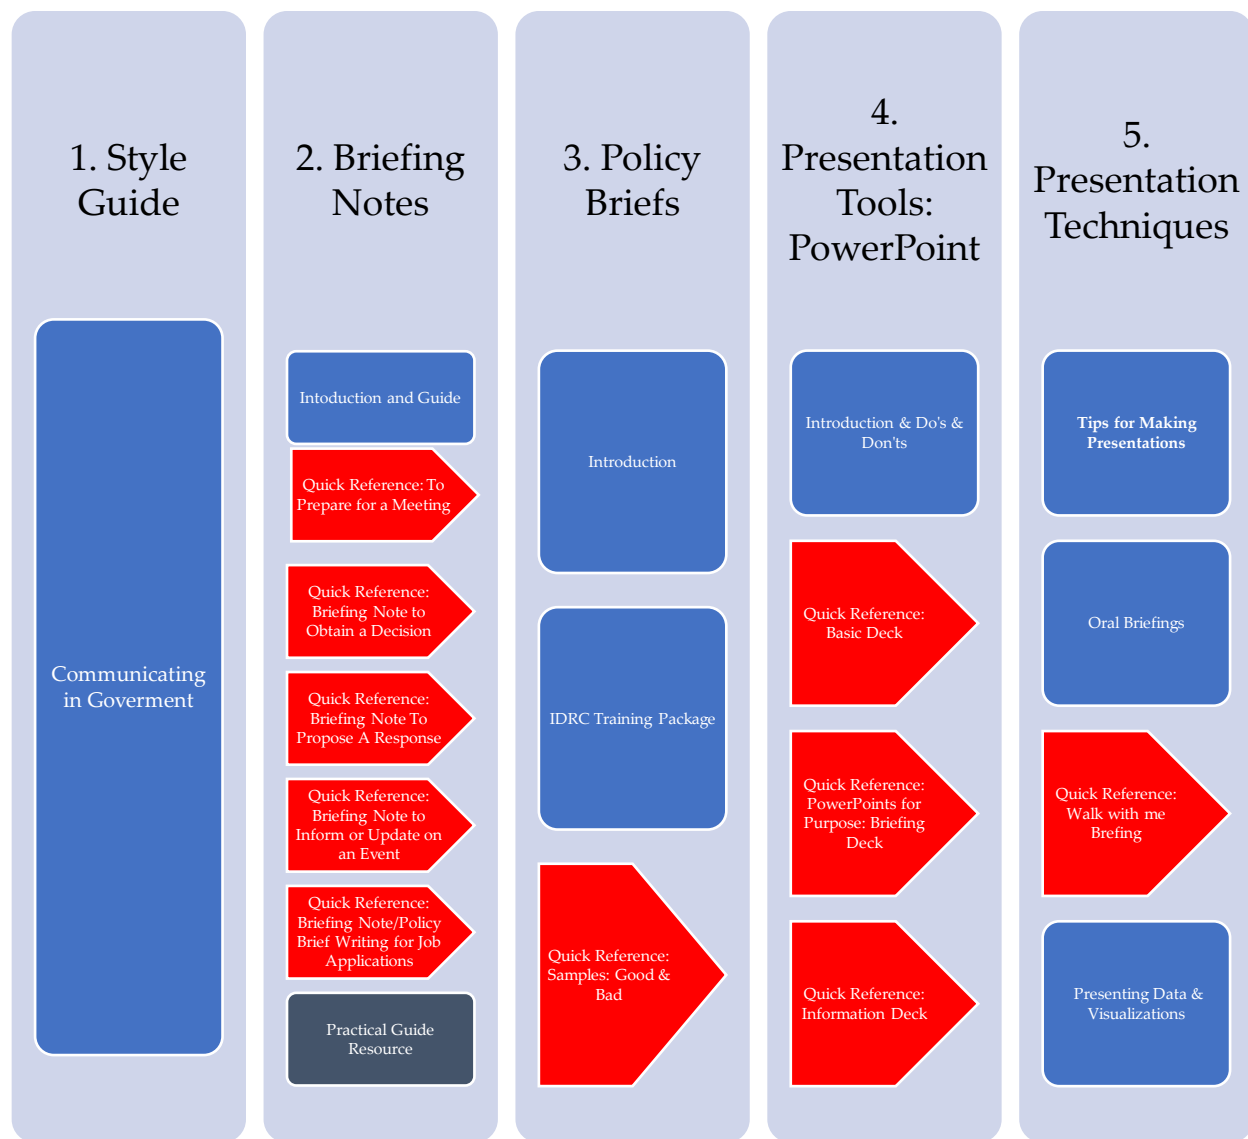 1. Style
Guide
Communicating
in Goverment
2. Briefing
Notes
Intoduction and Guide
Quick Reference: To
Prepare for a Meeting
Quick Reference:
Briefing Note to
Obtain a Decision
Quick Reference:
Briefing Note To
Propose A Response
Quick Reference:
Briefing Note to
Inform or Update on
an Event
Quick Reference:
Briefing Note/Policy
Brief Writing for Job
Applications
Practical Guide
Resource
3. Policy
Briefs
Introduction
IDRC Training Package
Quick Reference:
Samples: Good &
Bad
4.
Presentation
Tools:
PowerPoint
Introduction & Do's &
Don'ts
Quick Reference:
Basic Deck
Quick Reference:
PowerPoints for
Purpose: Briefing
Deck
Quick Reference:
Information Deck
5.
Presentation
Techniques
Tips for Making
Presentations
Oral Briefings
Quick Reference:
Walk with me
Brefing
Presenting Data &
Visualizations